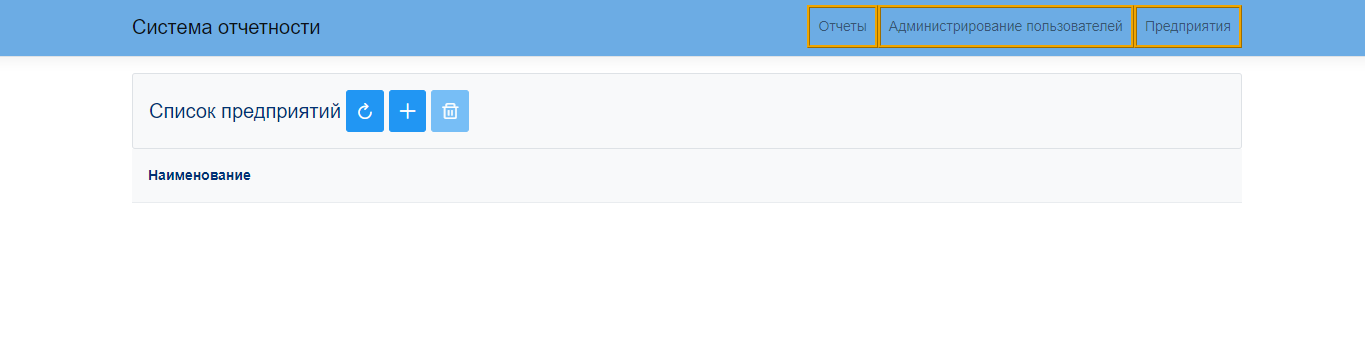 Система отчетности
Отчеты
Администрирование пользователей
Предприятия
Список предприятий
Наименование